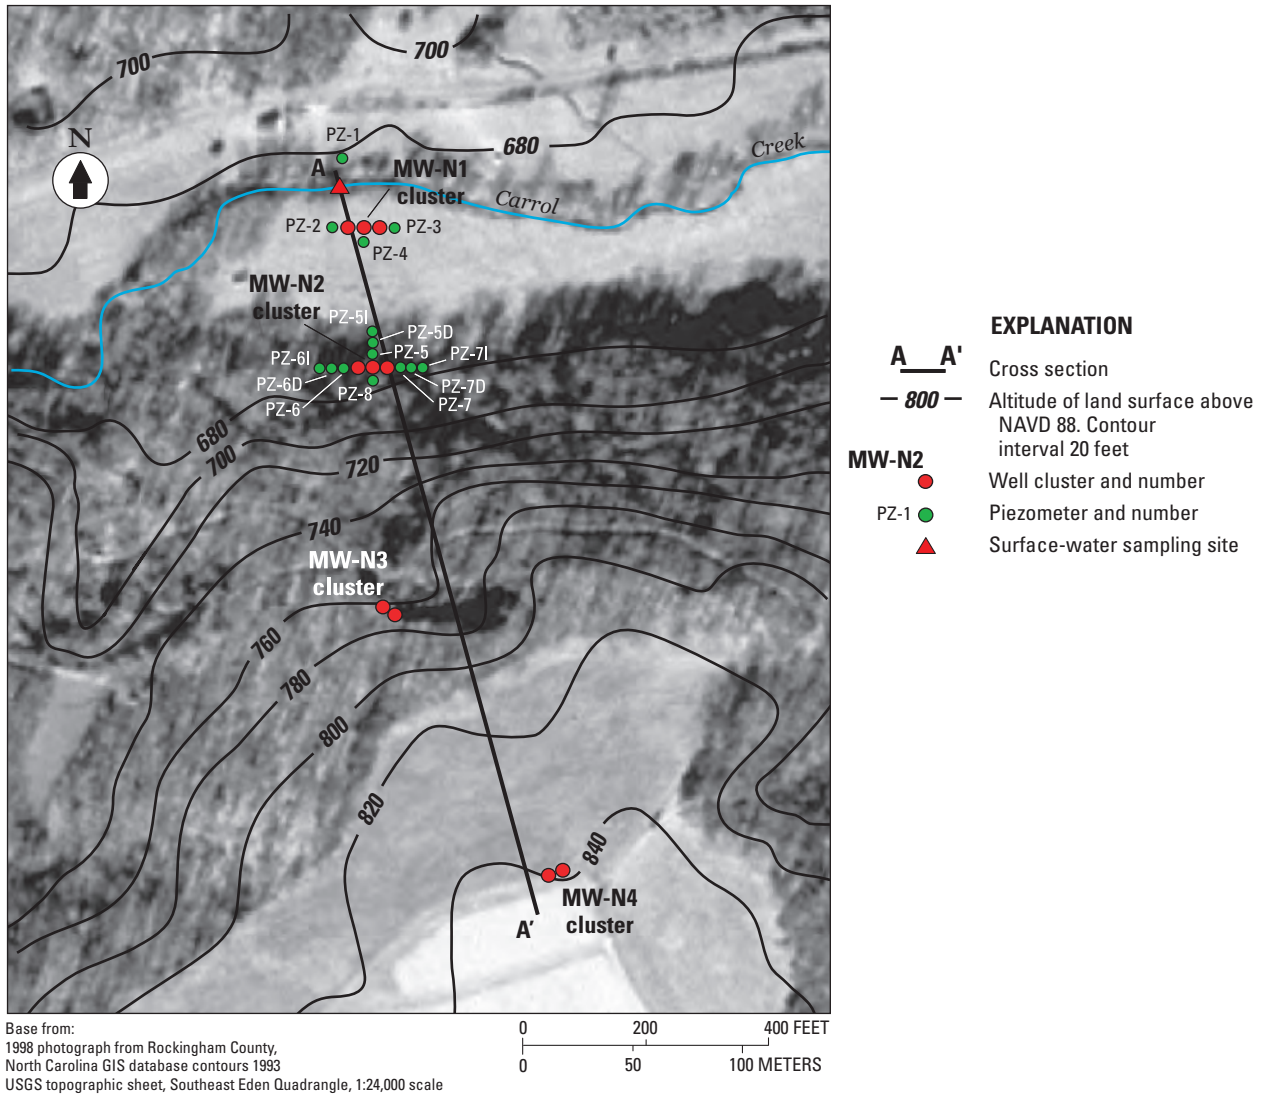 700
700
N
PZ-1
680
Creek
A
MW-N1
cluster
Carrol
PZ-2
PZ-3
PZ-4
MW-N2
cluster
PZ-5I
PZ-5D
PZ-5
PZ-6I
PZ-7I
PZ-6D
PZ-8
PZ-7D
PZ-6
PZ-7
680
700
720
740
MW-N3
cluster
760
780
800
820
840
MW-N4
cluster
A'
EXPLANATION
A A'
Cross section
800
Altitude of land surface above
NAVD 88. Contour
interval 20 feet
MW-N2
Well cluster and number
PZ-1
Piezometer and number
Surface-water sampling site
Base from:
1998 photograph from Rockingham County,
North Carolina GIS database contours 1993
USGS topographic sheet, Southeast Eden Quadrangle, 1:24,000 scale
0 200 400 FEET
0 50 100 METERS